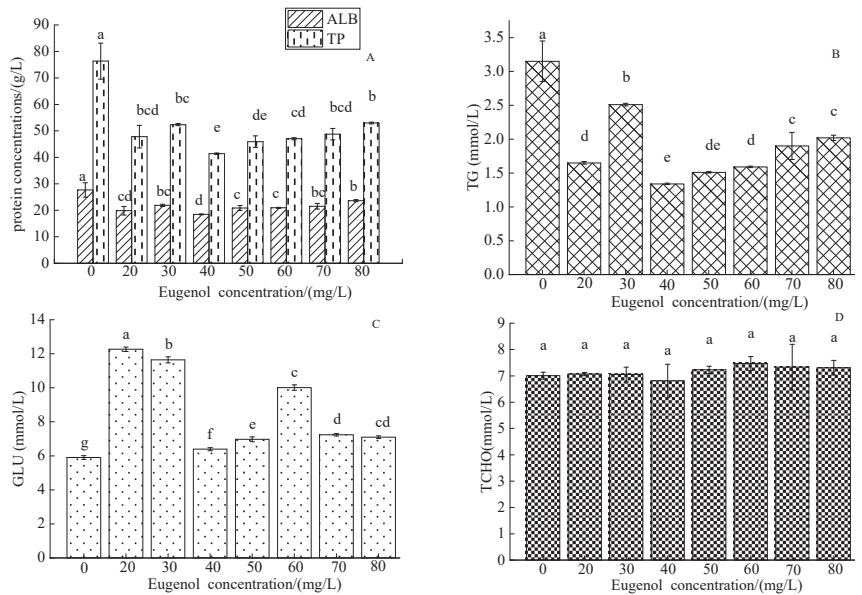 ALB
TP
A
protein concentrations/(g/L)
90
80
70
60
50
40
30
20
10
0
a
a
cd
bcd
bc
bc
d
e
c
de
c
cd
bc
bcd
b
b
0 20 30 40 50 60 70 80
Eugenol concentration/(mg/L)
B
TG (mmol/L)
3.5
3.0
2.5
2.0
1.5
1.0
0.5
0.0
a
d
b
e
de
d
c
c
0 20 30 40 50 60 70 80
Eugenol concentration/(mg/L)
C
GLU (mmol/L)
14
12
10
8
6
4
2
0
g
a
b
f
e
c
d
cd
0 20 30 40 50 60 70 80
Eugenol concentration/(mg/L)
D
TCHO(mmol/L)
9
8
7
6
5
4
3
2
1
0
a a a a a a a a
0 20 30 40 50 60 70 80
Eugenol concentration/(mg/L)